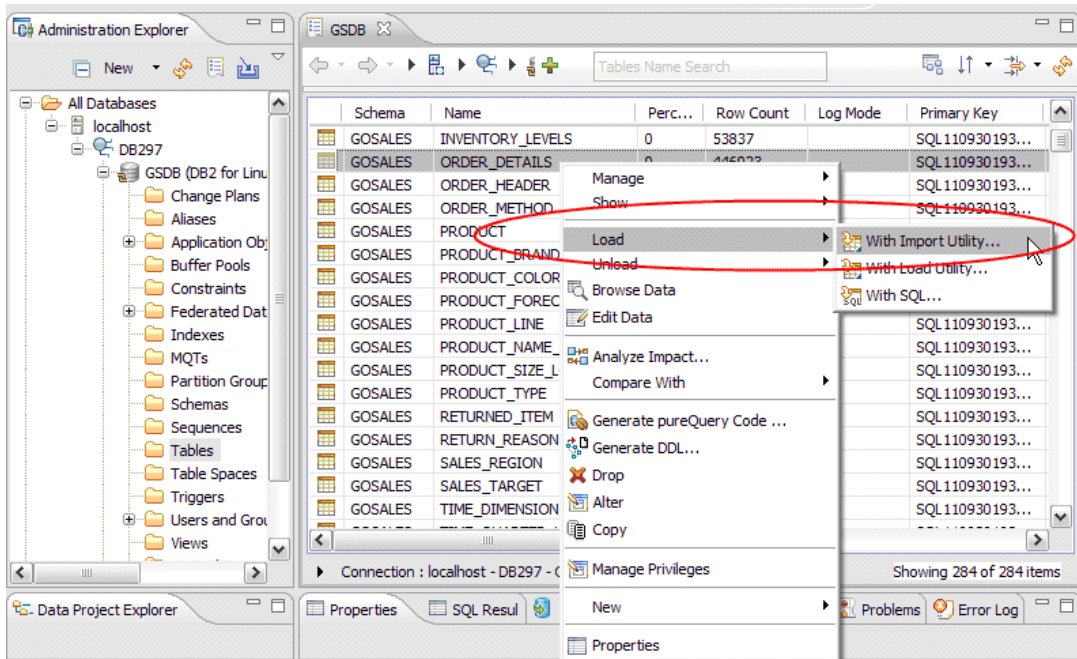 Administration Explorer
New
All Databases
localhost
DB297
GSDB (DB2 for Linu
Change Plans
Aliases
Application Obj
Buffer Pools
Constraints
Federated Dat
Indexes
MQTs
Partition Group
Schemas
Sequences
Tables
Table Spaces
Triggers
Users and Grou
Views
GSDB
Tables Name Search
Schema Name Perc... Row Count Log Mode Primary Key
GOSALES INVENTORY_LEVELS 0 53837 SQL110930193...
GOSALES ORDER_DETAILS 0 446023 SQL110930193...
GOSALES ORDER_HEADER SQL110930193...
GOSALES ORDER_METHOD SQL110930193...
GOSALES PRODUCT
GOSALES PRODUCT_BRAND
GOSALES PRODUCT_COLOR
GOSALES PRODUCT_FOREC
GOSALES PRODUCT_LINE SQL110930193...
GOSALES PRODUCT_NAME_ SQL110930193...
GOSALES PRODUCT_SIZE_L SQL110930193...
GOSALES PRODUCT_TYPE SQL110930193...
GOSALES RETURNED_ITEM SQL110930193...
GOSALES RETURN_REASON SQL110930193...
GOSALES SALES_REGION SQL110930193...
GOSALES SALES_TARGET SQL110930193...
GOSALES TIME_DIMENSION SQL110930193...
Manage
Show
Load
Unload
Browse Data
Edit Data
Analyze Impact...
Compare With
Generate pureQuery Code ...
Generate DDL...
Drop
Alter
Copy
Manage Privileges
New
Properties
With Import Utility...
With Load Utility...
SQL With SQL...
Connection : localhost - DB297 - G
Showing 284 of 284 items
Data Project Explorer
Properties
SQL Resul
Problems
Error Log